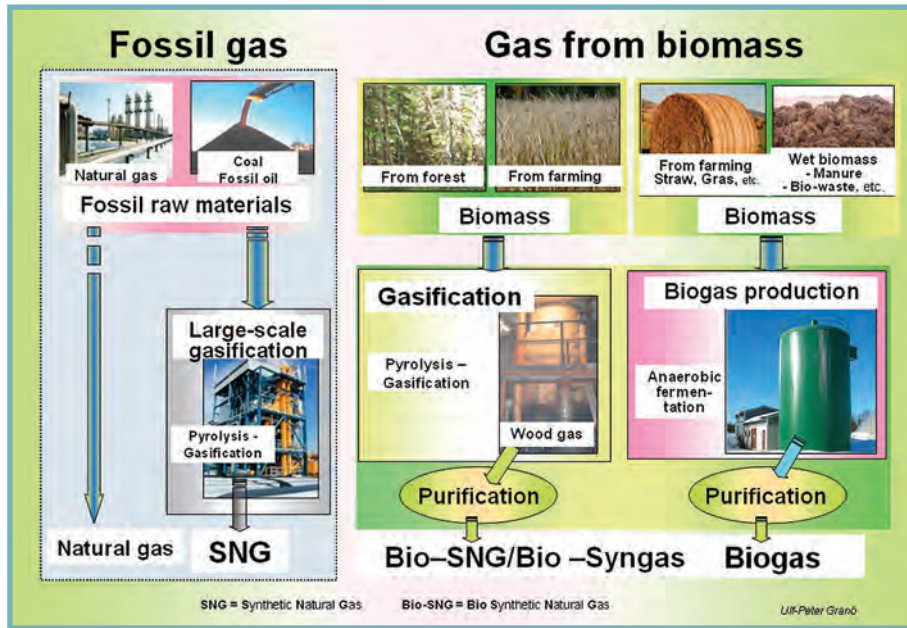 Fossil gas
Gas from biomass
Natural gas
Coal
Fossil oil
Fossil raw materials
From forest
From farming
Biomass
From farming
Straw, Gras, etc.
Wet biomass
- Manure
- Bio-waste, etc.
Biomass
Large-scale
gasification
Pyrolysis -
Gasification
Gasification
Pyrolysis –
Gasification
Wood gas
Biogas production
Anaerobic
fermen-
tation
Purification
Purification
Natural gas
SNG
Bio–SNG/Bio –Syngas
Biogas
SNG = Synthetic Natural Gas
Bio-SNG = Bio Synthetic Natural Gas
Ulf-Peter Granö